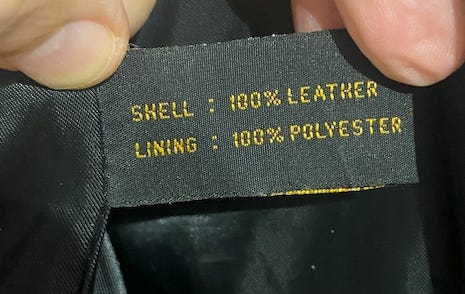 SHELL : 100% LEATHER
LINING : 100% POLYESTER